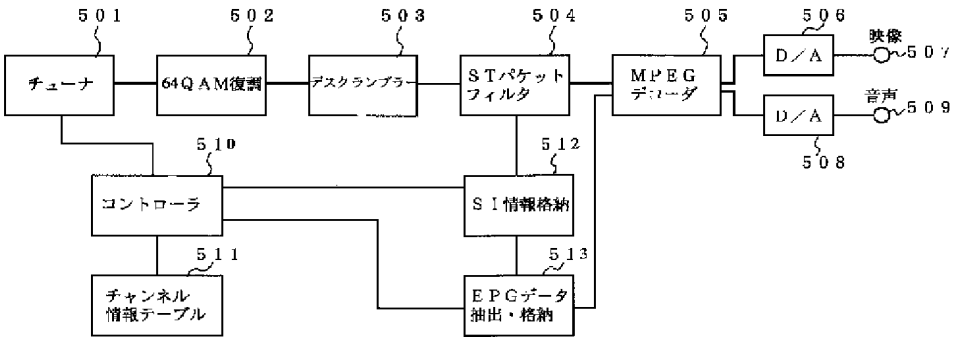 501
502
503
504
505
506
映像
507
チューナ
64QAM復調
デスクランブラー
STパケット
フィルタ
MPEG
デコーダ
D/A
音声
509
D/A
508
510
512
コントローラ
SI情報格納
511
513
チャンネル
情報テーブル
EPGデータ
抽出・格納